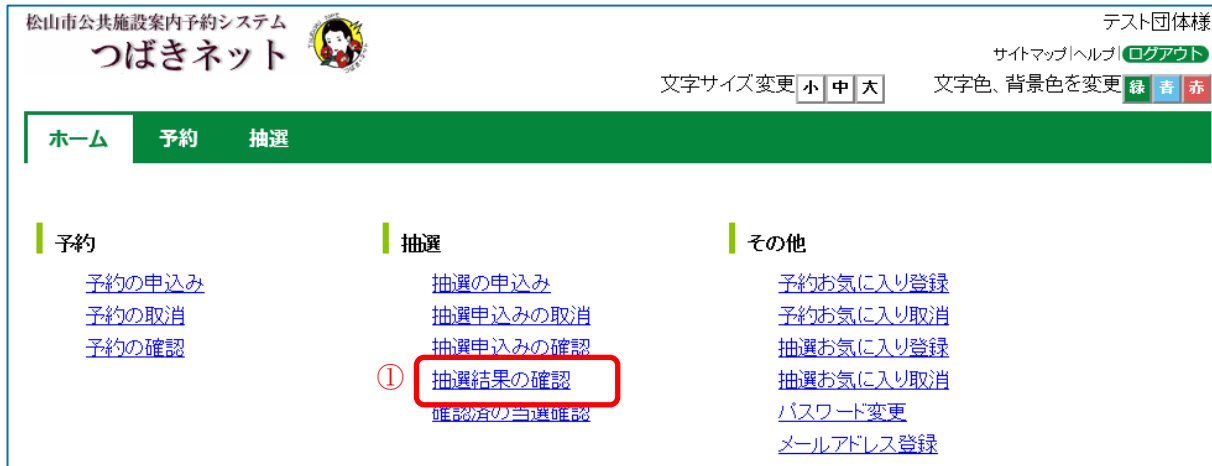 松山市公共施設案内予約システム
つばきネット
テスト団体様
サイトマップ|ヘルプ|ログアウト
文字サイズ変更 小 中 大 文字色、背景色を変更 緑 青 赤
ホーム 予約 抽選
予約
予約の申込み
予約の取消
予約の確認
抽選
抽選の申込み
抽選申込みの取消
抽選申込みの確認
① 抽選結果の確認
確認済の当選確認
その他
予約お気に入り登録
予約お気に入り取消
抽選お気に入り登録
抽選お気に入り取消
パスワード変更
メールアドレス登録